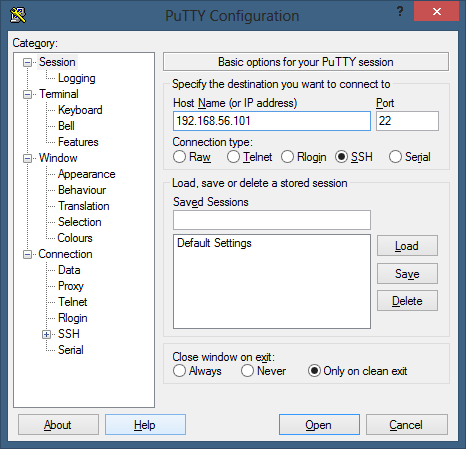 PuTTY Configuration
?
Category:
Session
Logging
Terminal
Keyboard
Bell
Features
Window
Appearance
Behaviour
Translation
Selection
Colours
Connection
Data
Proxy
Telnet
Rlogin
SSH
Serial
Basic options for your PuTTY session
Specify the destination you want to connect to
Host Name (or IP address) Port
192.168.56.101 22
Connection type:
Raw Telnet Rlogin SSH Serial
Load, save or delete a stored session
Saved Sessions
Default Settings
Load
Save
Delete
Close window on exit:
Always Never Only on clean exit
About Help Open Cancel